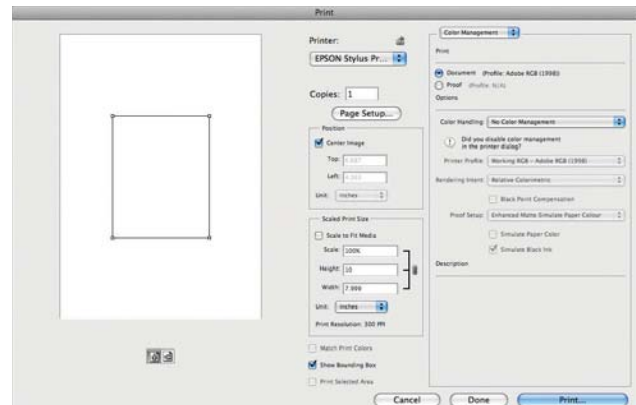 Print
Printer:
EPSON Stylus Pr...
Copies: 1
Page Setup...
Position
Center Image
Top:
Left:
Unit: inches
Scaled Print Size
Scale to Fit Media
Scale: 100%
Height: 10
Width: 7.999
Unit: inches
Print Resolution: 300 PPI
Match Print Colors
Show Bounding Box
Print Selected Area
Color Management
Print
Document (Profile: Adobe RGB (1998))
Proof (Profile: N/A)
Options
Color Handling: No Color Management
Did you disable color management
in the printer dialog?
Printer Profile: Working RGB - Adobe RGB (1998)
Rendering Intent: Relative Colorimetric
Black Point Compensation
Proof Setup: Enhanced Matte Simulate Paper Colour
Simulate Paper Color
Simulate Black Ink
Description
Cancel
Done
Print...